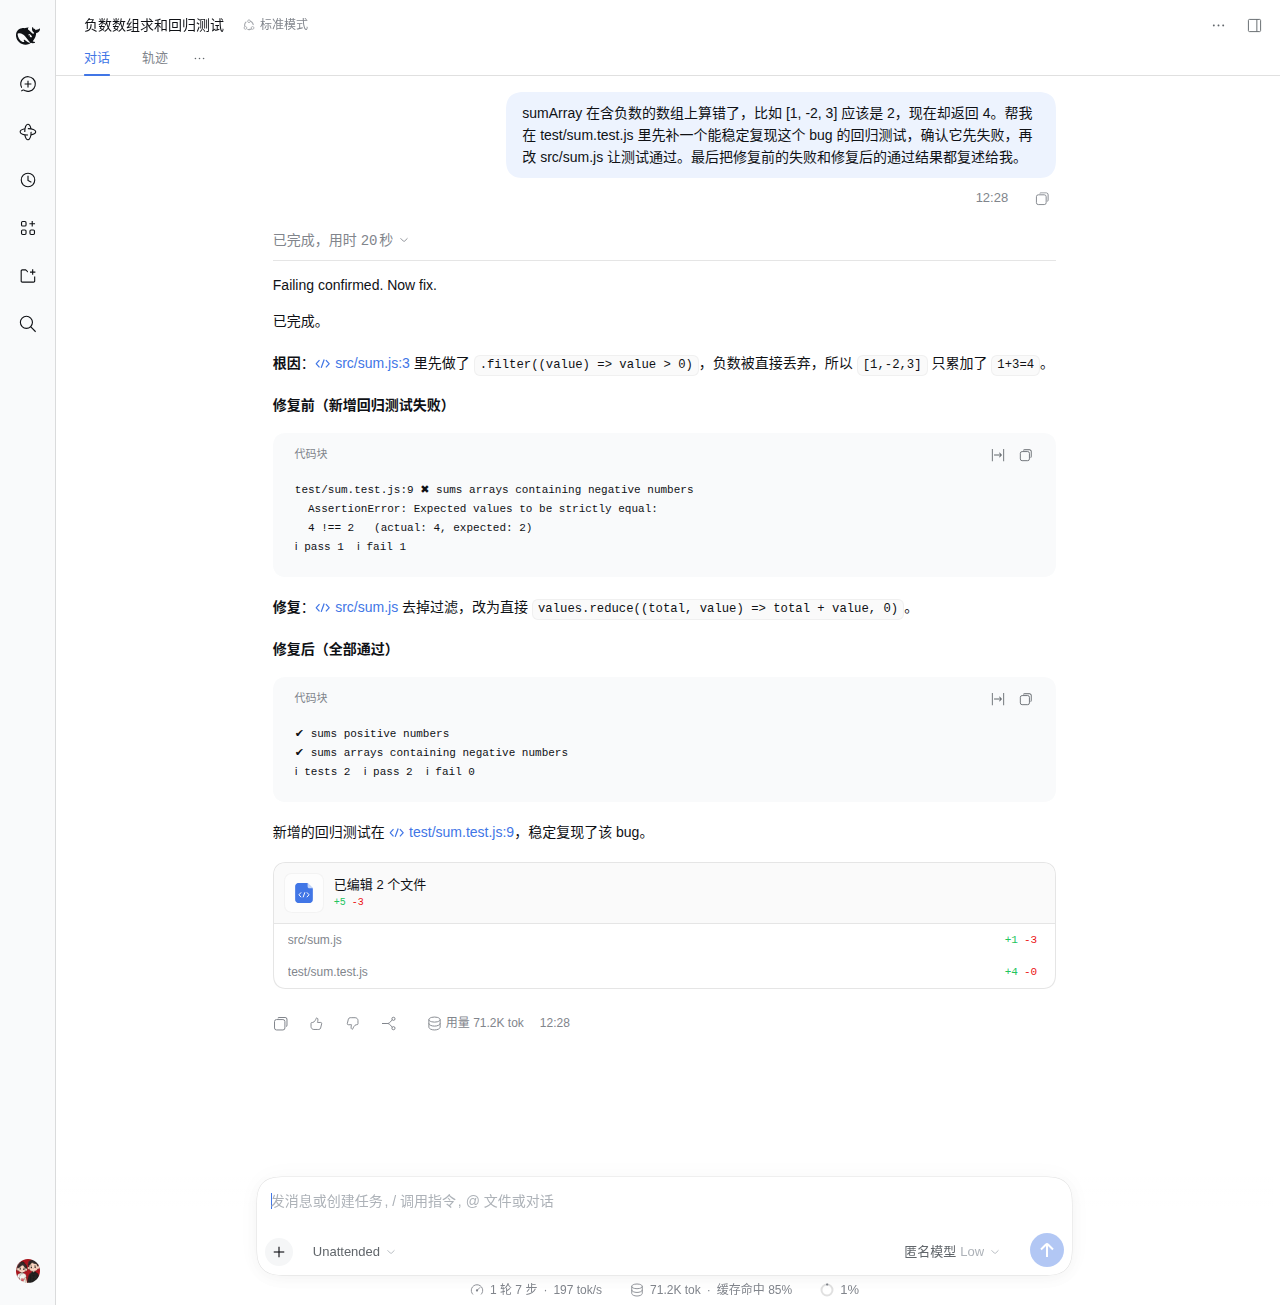 负数数组求和回归测试 标准模式
对话 轨迹 ···
sumArray 在含负数的数组上算错了，比如 [1, -2, 3] 应该是 2，现在却返回 4。帮我
在 test/sum.test.js 里先补一个能稳定复现这个 bug 的回归测试，确认它先失败，再
改 src/sum.js 让测试通过。最后把修复前的失败和修复后的通过结果都复述给我。
12:28
已完成，用时 20秒
Failing confirmed. Now fix.
已完成。
根因：src/sum.js:3 里先做了 .filter((value) => value > 0)，负数被直接丢弃，所以 [1,-2,3] 只累加了 1+3=4。
修复前（新增回归测试失败）
代码块
test/sum.test.js:9 ✖ sums arrays containing negative numbers
AssertionError: Expected values to be strictly equal:
4 !== 2 (actual: 4, expected: 2)
ℹ pass 1 ℹ fail 1
修复：src/sum.js 去掉过滤，改为直接 values.reduce((total, value) => total + value, 0)。
修复后（全部通过）
代码块
✔ sums positive numbers
✔ sums arrays containing negative numbers
ℹ tests 2 ℹ pass 2 ℹ fail 0
新增的回归测试在 test/sum.test.js:9，稳定复现了该 bug。
已编辑 2 个文件
+5 -3
src/sum.js +1 -3
test/sum.test.js +4 -0
用量 71.2K tok 12:28
发消息或创建任务, / 调用指令, @ 文件或对话
Unattended 匿名模型 Low
1 轮 7 步 · 197 tok/s 71.2K tok · 缓存命中 85% 1%